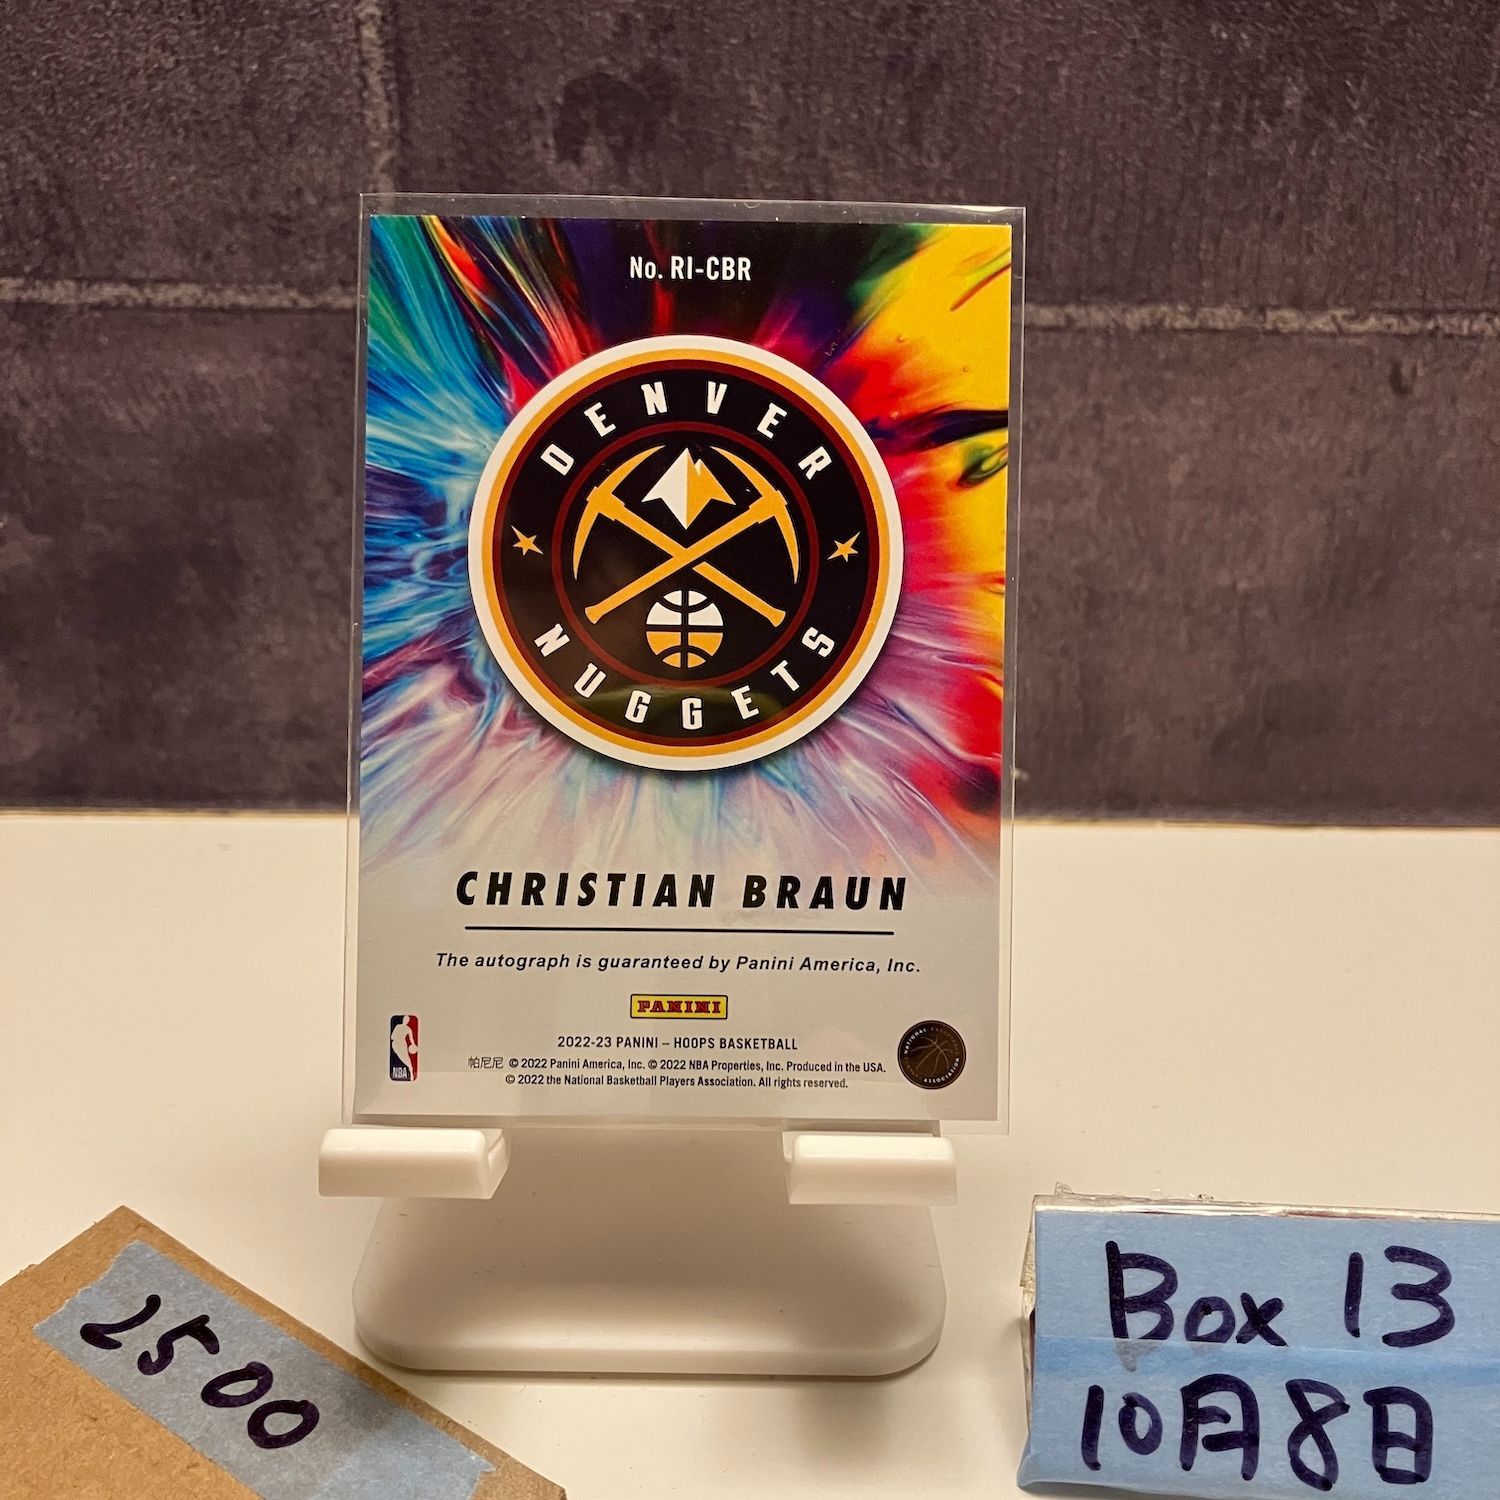 No. RI-CBR
DENVER
NUGGETS
CHRISTIAN BRAUN
The autograph is guaranteed by Panini America, Inc.
PANINI
2022-23 PANINI – HOOPS BASKETBALL
帕尼尼 © 2022 Panini America, Inc. © 2022 NBA Properties, Inc. Produced in the USA.
© 2022 the National Basketball Players Association. All rights reserved.
NBA
2500
Box 13
10月8日